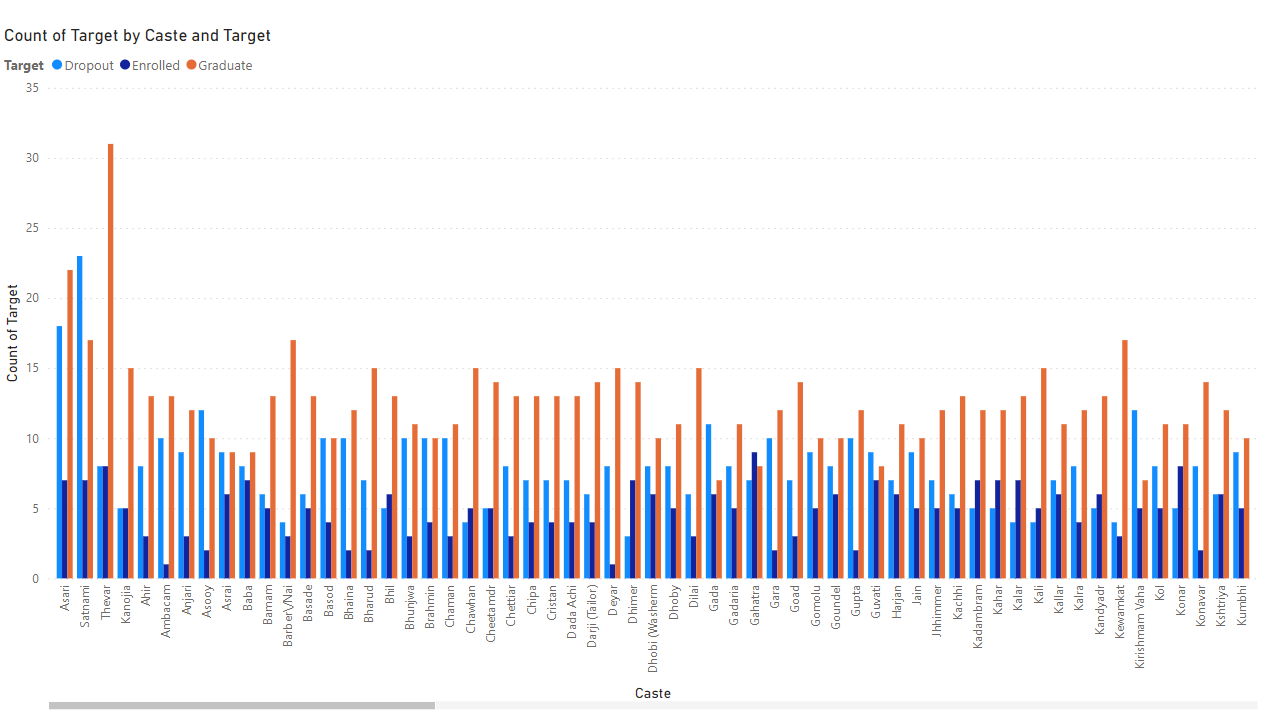 Count of Target by Caste and Target
Target Dropout Enrolled Graduate
35
30
25
20
15
10
5
0
Count of Target
Asari
Satnami
Thevar
Kanojia
Ahir
Ambacam
Anjari
Asooy
Asrai
Baba
Bamam
Barber\/Nai
Basade
Basod
Bhaina
Bharud
Bhil
Bhunjwa
Brahmin
Chaman
Chawhan
Cheetamdr
Chettiar
Chipa
Cristan
Dada Achi
Darji (Tailor)
Deyar
Dhimer
Dhobi (Washerm
Dhoby
Dilai
Gada
Gadaria
Gahatra
Gara
Goad
Gomolu
Goundel
Gupta
Guvati
Harjan
Jain
Jhhimmer
Kachhi
Kadambram
Kahar
Kalar
Kali
Kallar
Kalra
Kandyadr
Kewamkat
Kirishmam Vaha
Kol
Konar
Konavar
Kshtriya
Kumbhi
Caste